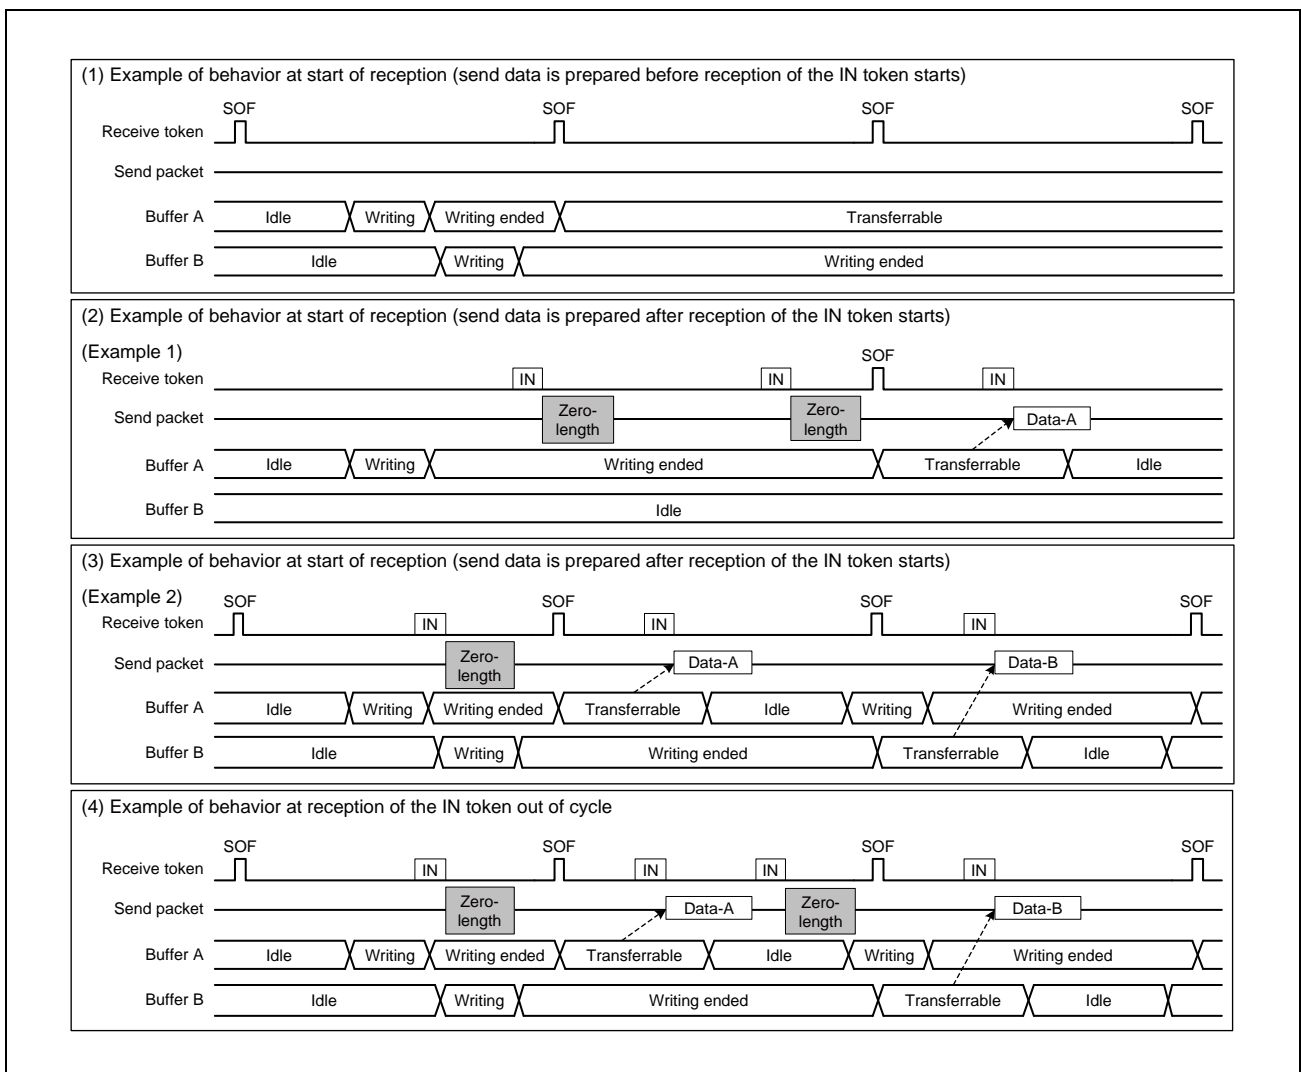 (1) Example of behavior at start of reception (send data is prepared before reception of the IN token starts)
SOF SOF SOF SOF
Receive token
Send packet
Buffer A Idle Writing Writing ended Transferrable
Buffer B Idle Writing Writing ended
(2) Example of behavior at start of reception (send data is prepared after reception of the IN token starts)
(Example 1) SOF
Receive token IN IN IN
Send packet Zero- Zero- Data-A
length length
Buffer A Idle Writing Writing ended Transferrable Idle
Buffer B Idle
(3) Example of behavior at start of reception (send data is prepared after reception of the IN token starts)
(Example 2) SOF SOF SOF SOF
Receive token IN IN IN
Send packet Zero- Data-A Data-B
length
Buffer A Idle Writing Writing ended Transferrable Idle Writing Writing ended
Buffer B Idle Writing Writing ended Transferrable Idle
(4) Example of behavior at reception of the IN token out of cycle
SOF SOF SOF SOF
Receive token IN IN IN IN
Send packet Zero- Data-A Zero- Data-B
length length
Buffer A Idle Writing Writing ended Transferrable Idle Writing Writing ended
Buffer B Idle Writing Writing ended Transferrable Idle